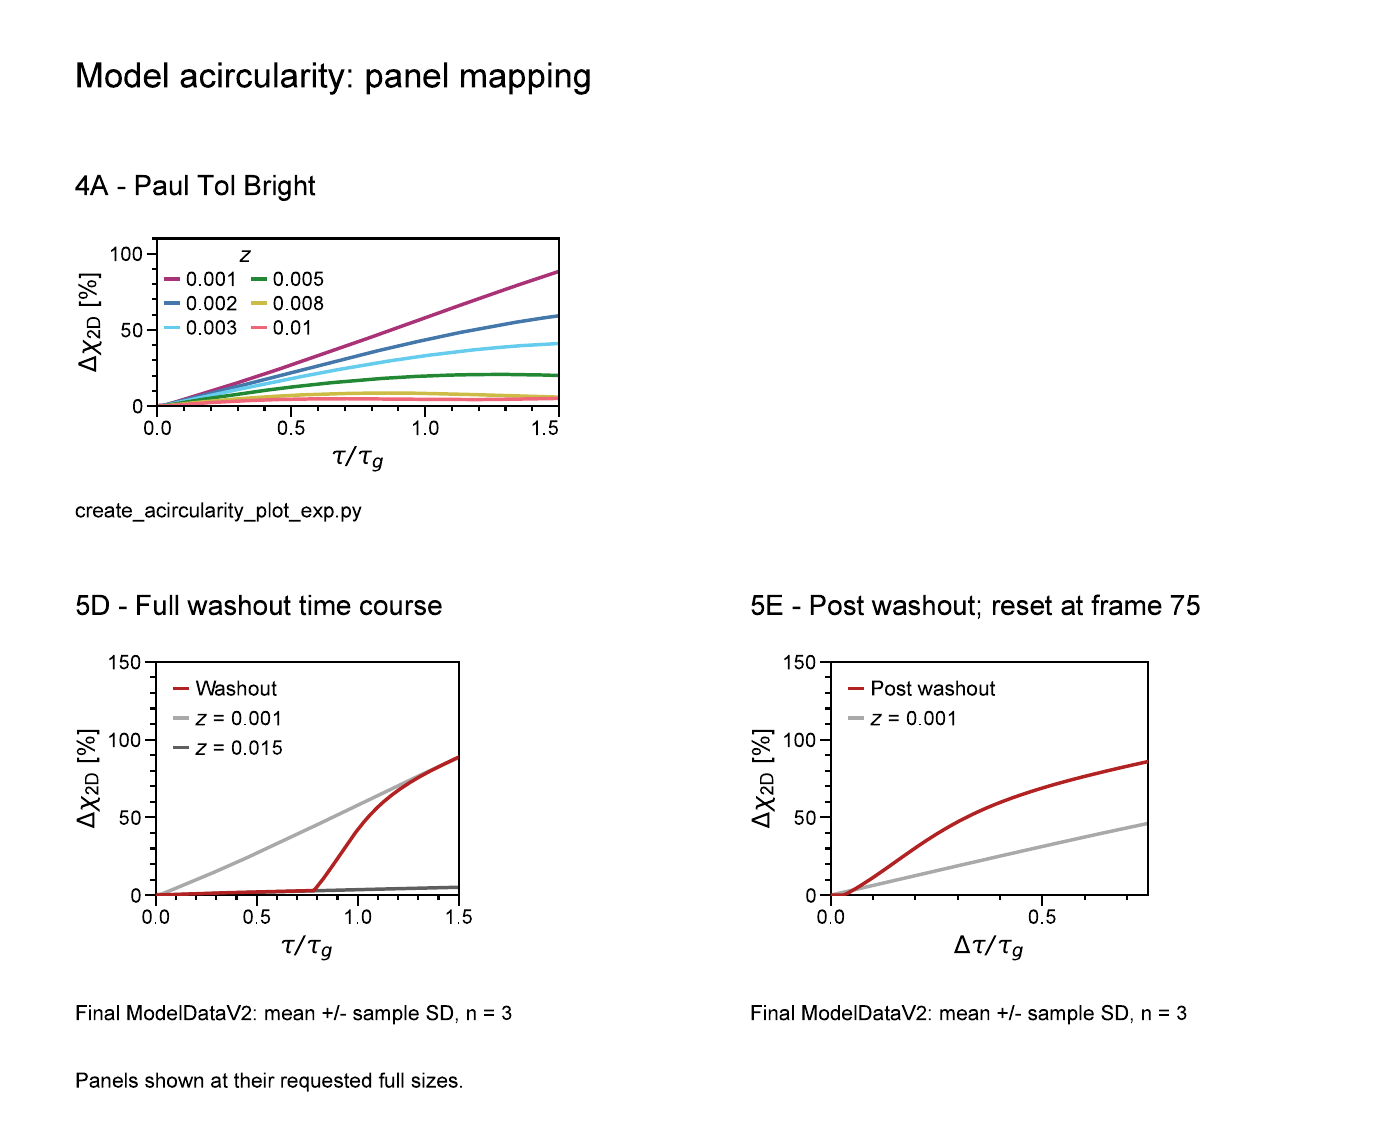 Model acircularity: panel mapping
4A - Paul Tol Bright
z
0.001 0.005
0.002 0.008
0.003 0.01
100
50
0
Δχ2D [%]
0.0 0.5 1.0 1.5
τ/τg
create_acircularity_plot_exp.py
5D - Full washout time course
150
100
50
0
Δχ2D [%]
Washout
z = 0.001
z = 0.015
0.0 0.5 1.0 1.5
τ/τg
Final ModelDataV2: mean +/- sample SD, n = 3
5E - Post washout; reset at frame 75
150
100
50
0
Δχ2D [%]
Post washout
z = 0.001
0.0 0.5
Δτ/τg
Final ModelDataV2: mean +/- sample SD, n = 3
Panels shown at their requested full sizes.